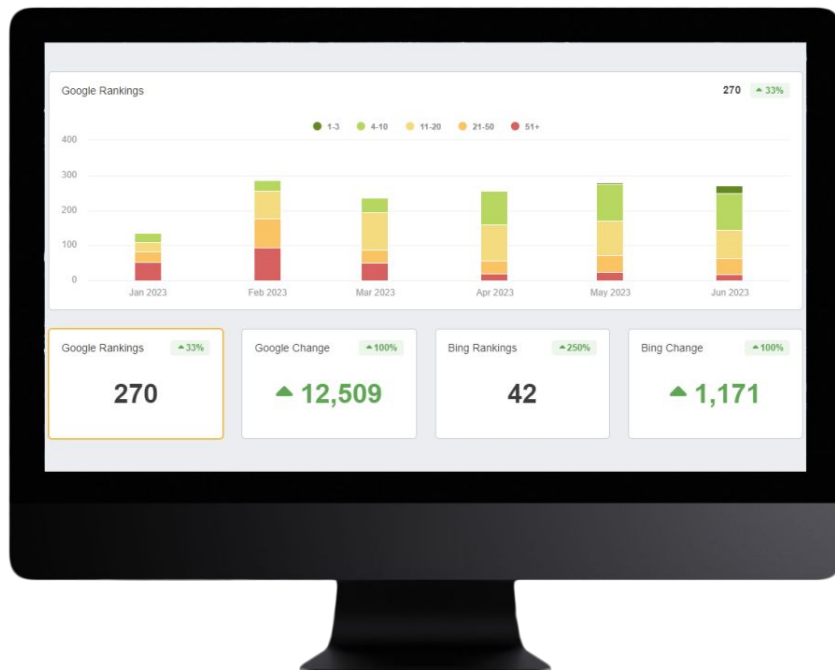 Google Rankings 270 33%
1-3 4-10 11-20 21-50 51+
400
300
200
100
0
Jan 2023 Feb 2023 Mar 2023 Apr 2023 May 2023 Jun 2023
Google Rankings 33%
270
Google Change 100%
12,509
Bing Rankings 250%
42
Bing Change 100%
1,171